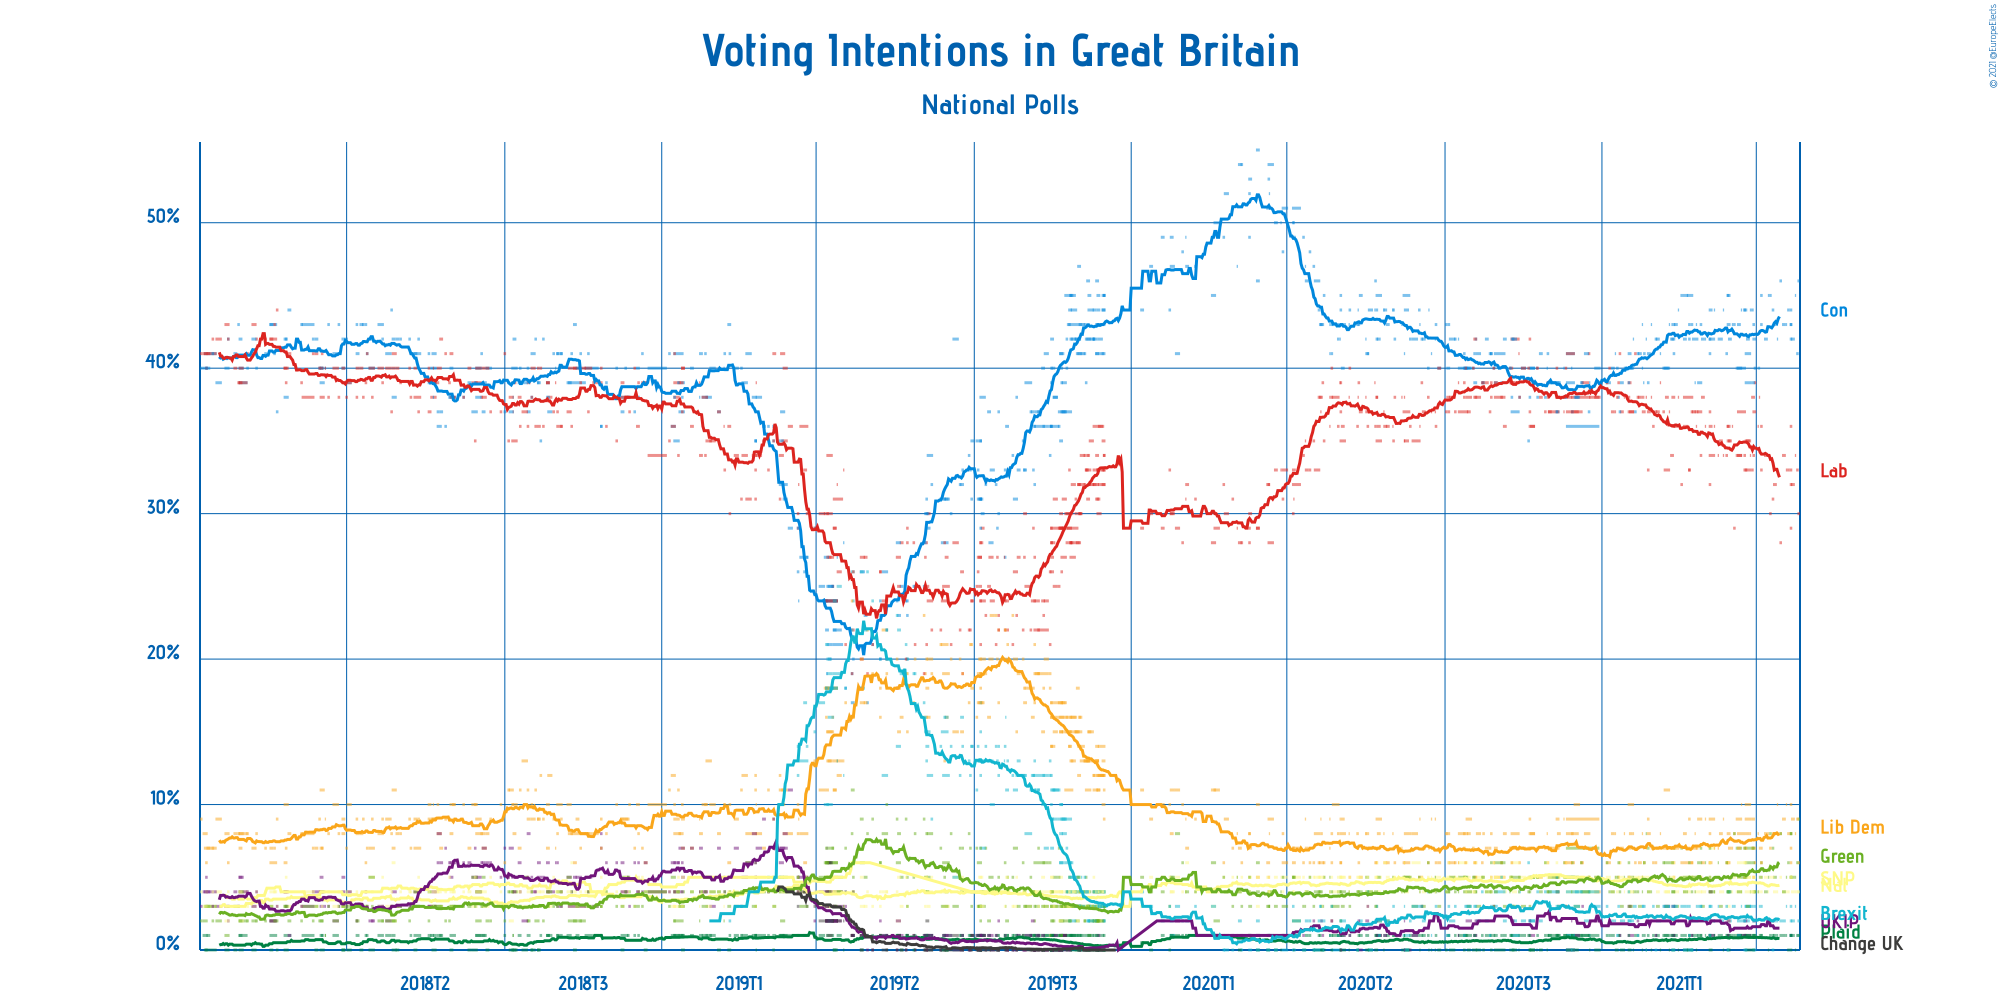 © 2021 @EuropeElects
Voting Intentions in Great Britain
National Polls
50%
40%
30%
20%
10%
0%
Con
Lab
Lib Dem
Green
SNP
Brexit
UKIP
Plaid
Change UK
2018T2
2018T3
2019T1
2019T2
2019T3
2020T1
2020T2
2020T3
2021T1